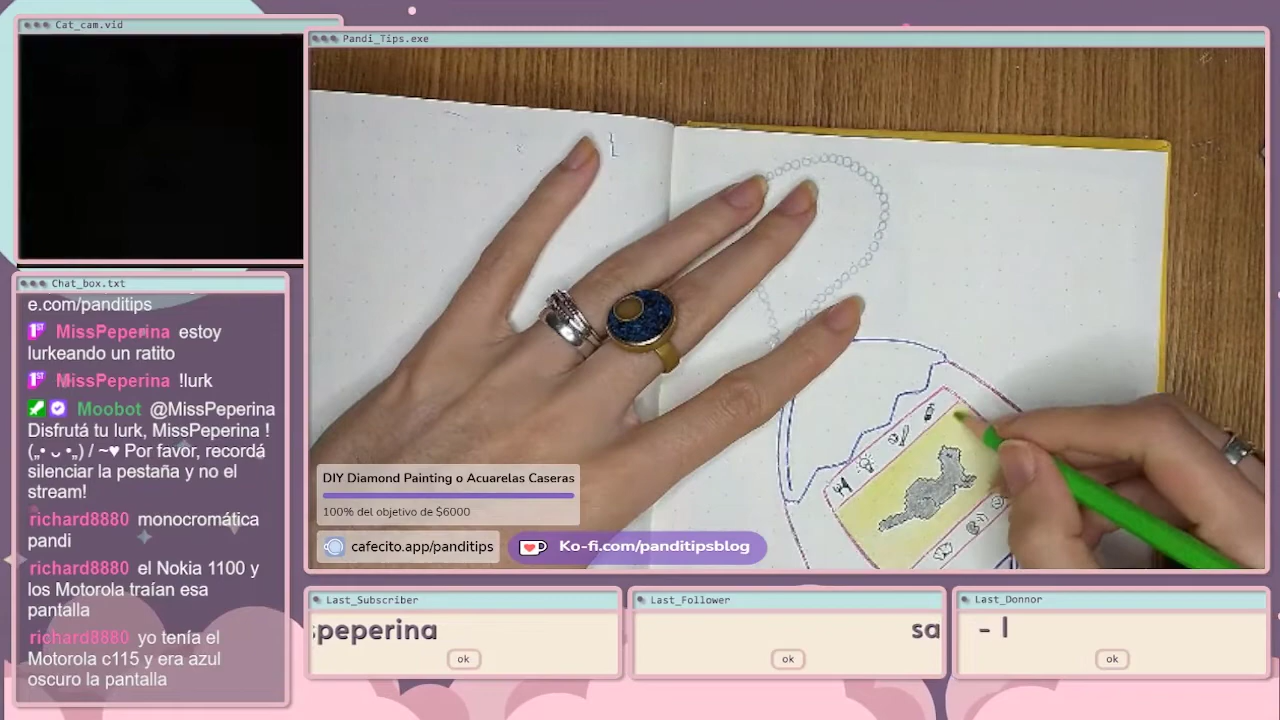 Cat_cam.vid
Pandi_Tips.exe
Chat_box.txt
e.com/panditips
MissPeperina estoy
lurkeando un ratito
MissPeperina !lurk
Moobot @MissPeperina
Disfrutá tu lurk, MissPeperina !
(„• ᴗ •„) / ~♥ Por favor, recordá
silenciar la pestaña y no el
stream!
richard8880 monocromática
pandi
richard8880 el Nokia 1100 y
los Motorola traían esa
pantalla
richard8880 yo tenía el
Motorola c115 y era azul
oscuro la pantalla
DIY Diamond Painting o Acuarelas Caseras
100% del objetivo de $6000
cafecito.app/panditips
Ko-fi.com/panditipsblog
Last_Subscriber
speperina
ok
Last_Follower
sa
ok
Last_Donnor
- l
ok